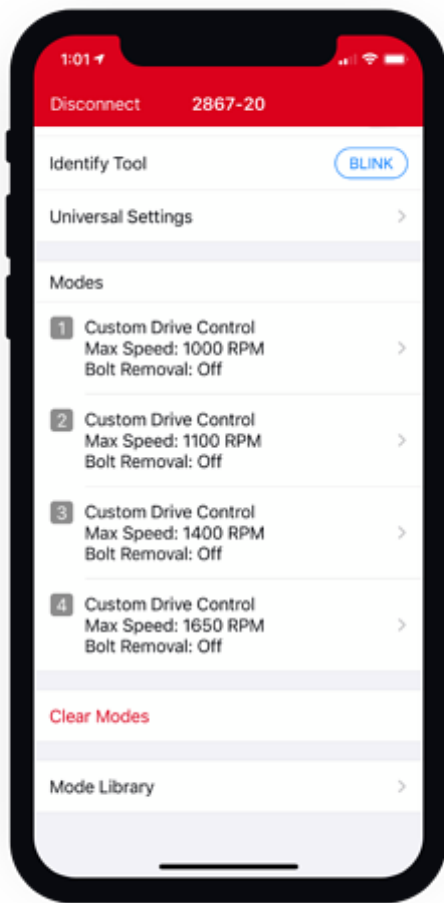 1:01
Disconnect 2867-20
Identify Tool BLINK
Universal Settings
Modes
1 Custom Drive Control
Max Speed: 1000 RPM
Bolt Removal: Off
2 Custom Drive Control
Max Speed: 1100 RPM
Bolt Removal: Off
3 Custom Drive Control
Max Speed: 1400 RPM
Bolt Removal: Off
4 Custom Drive Control
Max Speed: 1650 RPM
Bolt Removal: Off
Clear Modes
Mode Library